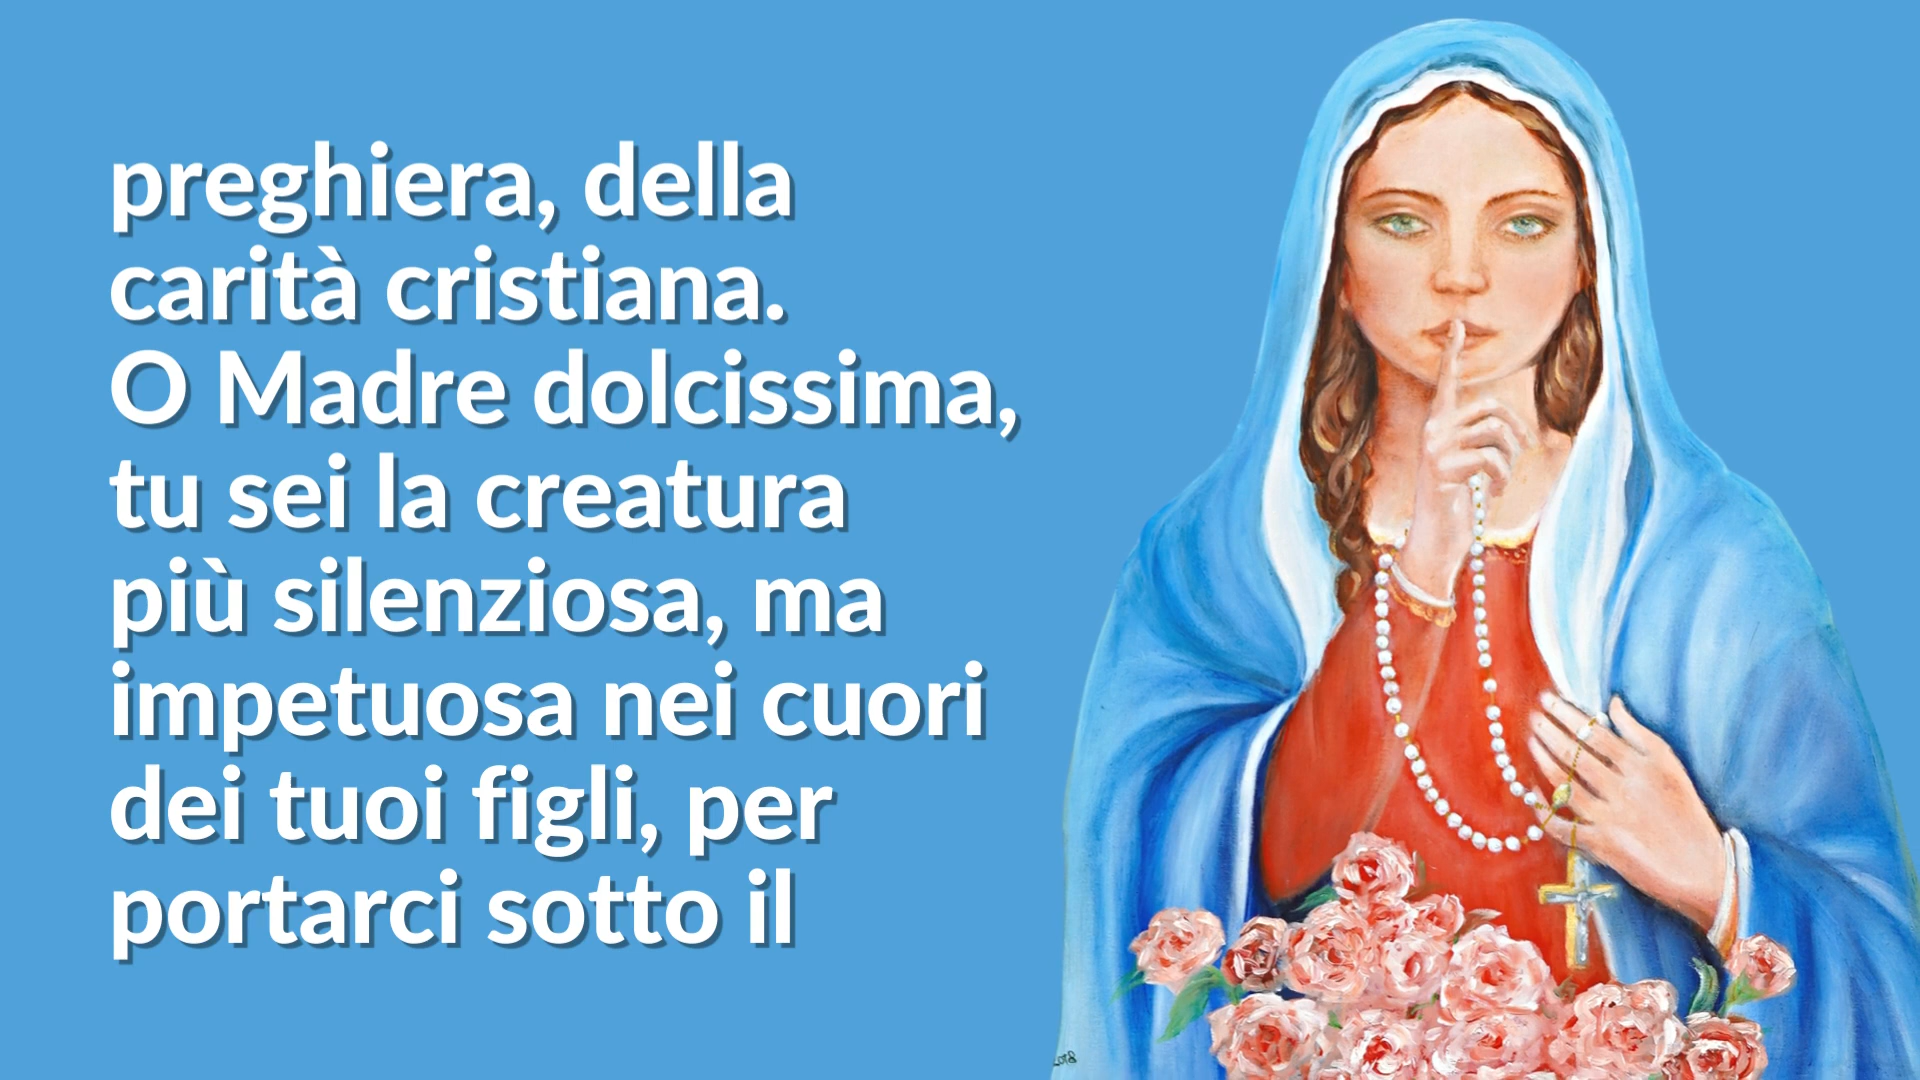 preghiera, della
carità cristiana.
O Madre dolcissima,
tu sei la creatura
più silenziosa, ma
impetuosa nei cuori
dei tuoi figli, per
portarci sotto il